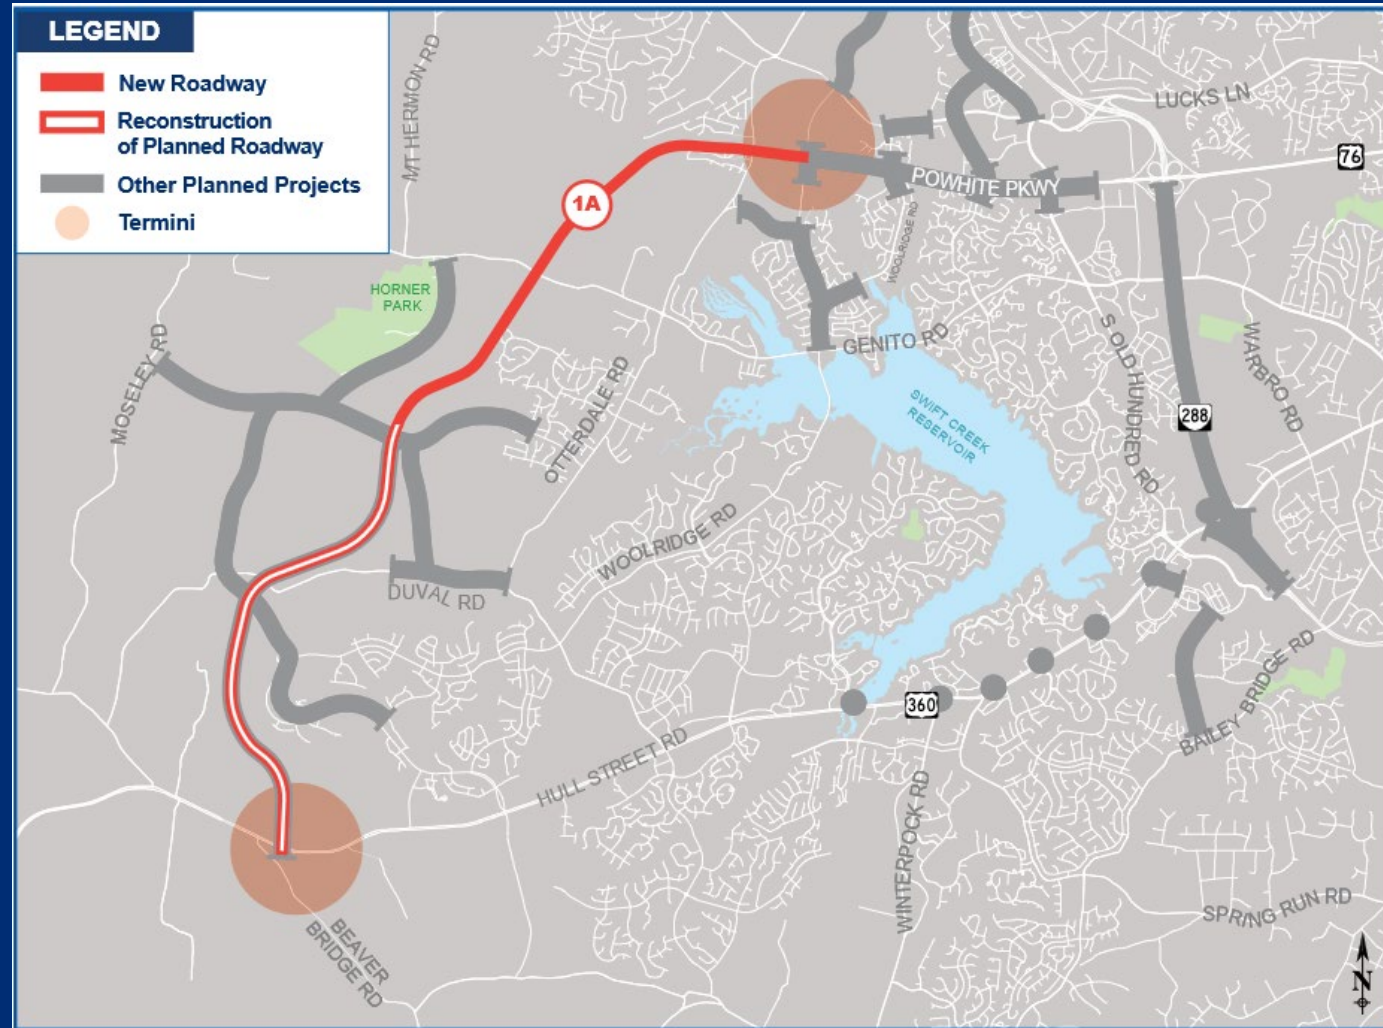 LEGEND
New Roadway
Reconstruction
of Planned Roadway
Other Planned Projects
Termini
MT HERMON RD
LUCKS LN
76
POWHITE PKWY
1A
WOOLRIDGE RD
HORNER
PARK
MOSELEY RD
GENITO RD
S OLD HUNDRED RD
WARBRO RD
OTTERDALE RD
SWIFT CREEK
RESERVOIR
288
WOOLRIDGE RD
DUVAL RD
360
BAILEY BRIDGE RD
HULL STREET RD
WINTERPOCK RD
SPRING RUN RD
BEAVER
BRIDGE RD
N